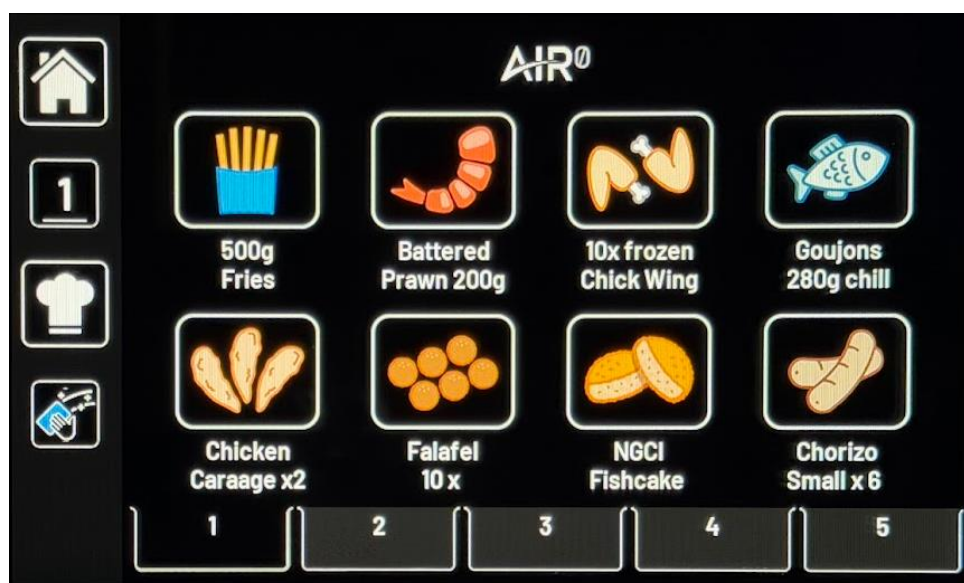 AIR⁰
1
500g
Fries
Battered
Prawn 200g
10x frozen
Chick Wing
Goujons
280g chill
Chicken
Caraage x2
Falafel
10 x
NGCI
Fishcake
Chorizo
Small x 6
1
2
3
4
5